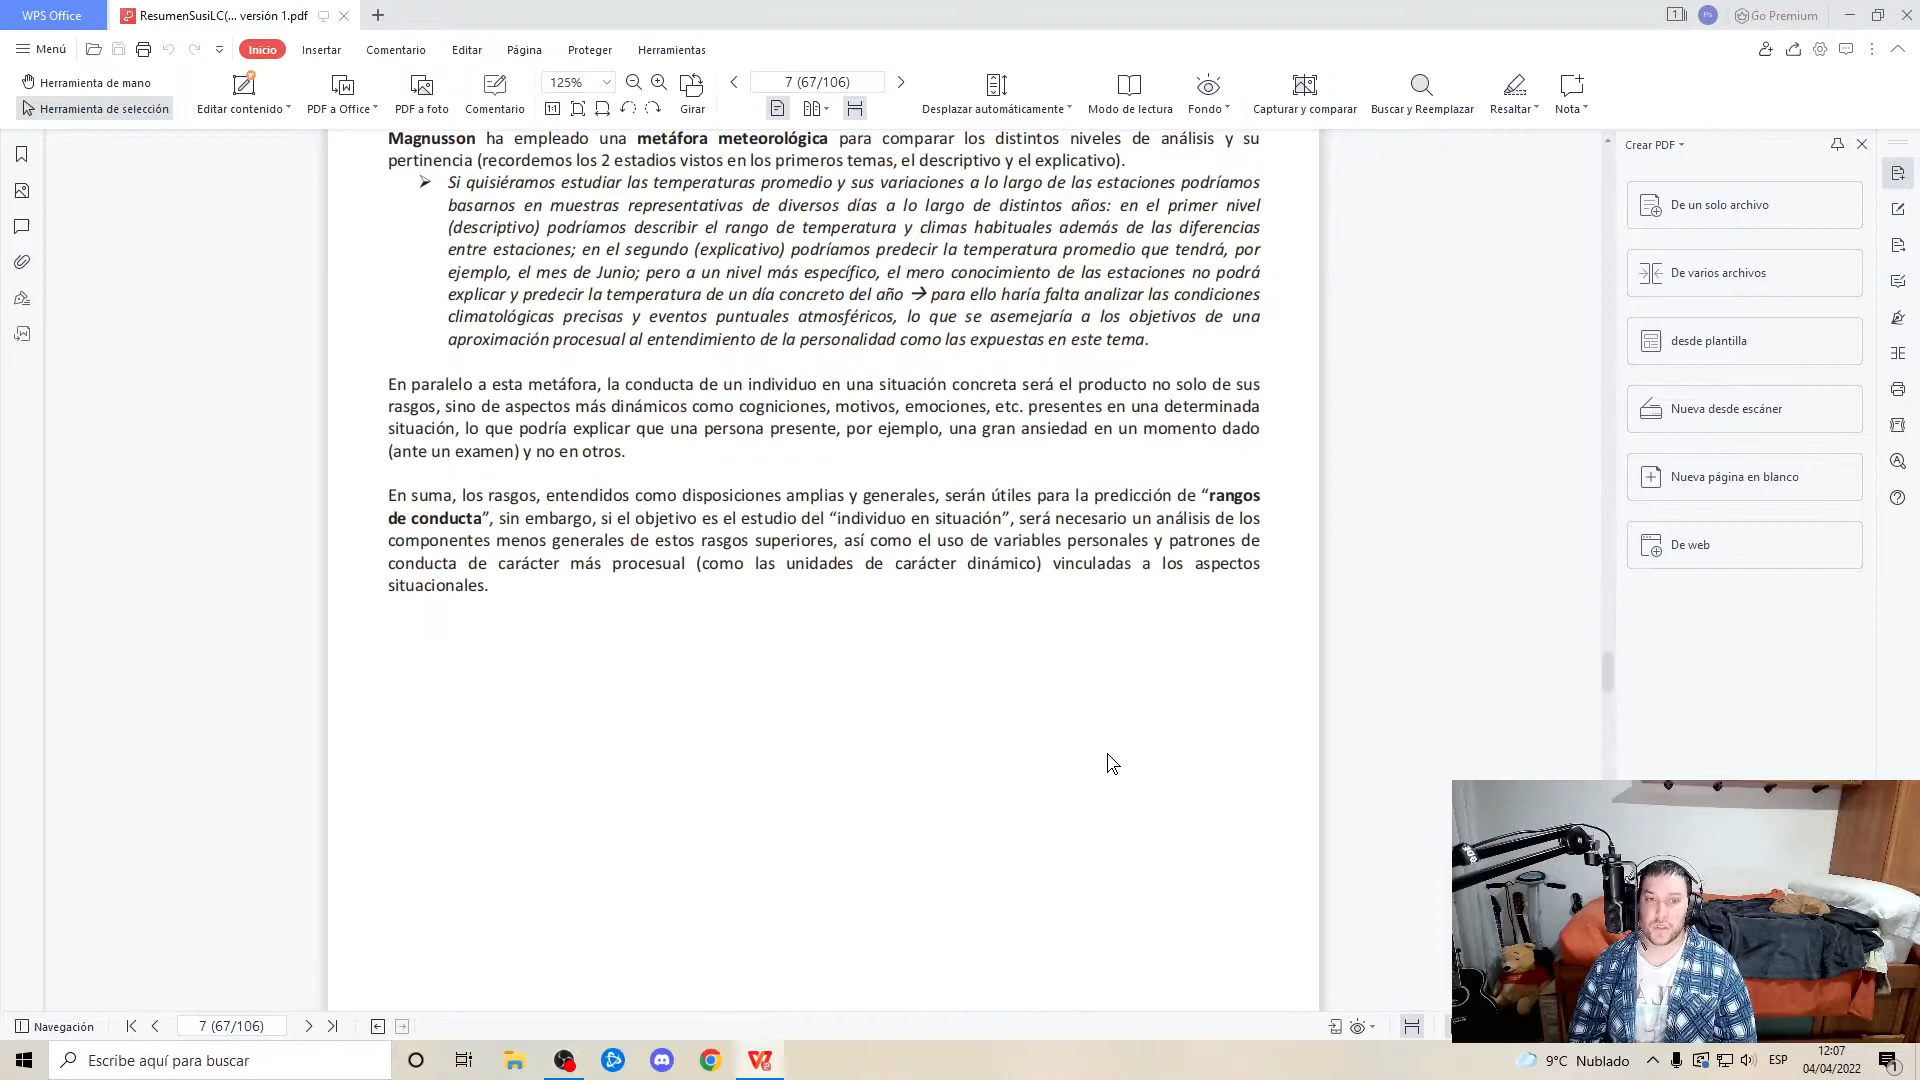 WPS Office
ResumenSusiLC(... versión 1.pdf
Go Premium
Menú
Inicio
Insertar
Comentario
Editar
Página
Proteger
Herramientas
Herramienta de mano
Herramienta de selección
Editar contenido
PDF a Office
PDF a foto
Comentario
125%
Girar
7 (67/106)
Desplazar automáticamente
Modo de lectura
Fondo
Capturar y comparar
Buscar y Reemplazar
Resaltar
Nota
Magnusson ha empleado una metáfora meteorológica para comparar los distintos niveles de análisis y su
pertinencia (recordemos los 2 estadios vistos en los primeros temas, el descriptivo y el explicativo).
➢ Si quisiéramos estudiar las temperaturas promedio y sus variaciones a lo largo de las estaciones podríamos
basarnos en muestras representativas de diversos días a lo largo de distintos años: en el primer nivel
(descriptivo) podríamos describir el rango de temperatura y climas habituales además de las diferencias
entre estaciones; en el segundo (explicativo) podríamos predecir la temperatura promedio que tendrá, por
ejemplo, el mes de Junio; pero a un nivel más específico, el mero conocimiento de las estaciones no podrá
explicar y predecir la temperatura de un día concreto del año → para ello haría falta analizar las condiciones
climatológicas precisas y eventos puntuales atmosféricos, lo que se asemejaría a los objetivos de una
aproximación procesual al entendimiento de la personalidad como las expuestas en este tema.
En paralelo a esta metáfora, la conducta de un individuo en una situación concreta será el producto no solo de sus
rasgos, sino de aspectos más dinámicos como cogniciones, motivos, emociones, etc. presentes en una determinada
situación, lo que podría explicar que una persona presente, por ejemplo, una gran ansiedad en un momento dado
(ante un examen) y no en otros.
En suma, los rasgos, entendidos como disposiciones amplias y generales, serán útiles para la predicción de “rangos
de conducta”, sin embargo, si el objetivo es el estudio del “individuo en situación”, será necesario un análisis de los
componentes menos generales de estos rasgos superiores, así como el uso de variables personales y patrones de
conducta de carácter más procesual (como las unidades de carácter dinámico) vinculadas a los aspectos
situacionales.
Crear PDF
De un solo archivo
De varios archivos
desde plantilla
Nueva desde escáner
Nueva página en blanco
De web
Navegación
7 (67/106)
Escribe aquí para buscar
9°C Nublado
ESP
12:07
04/04/2022